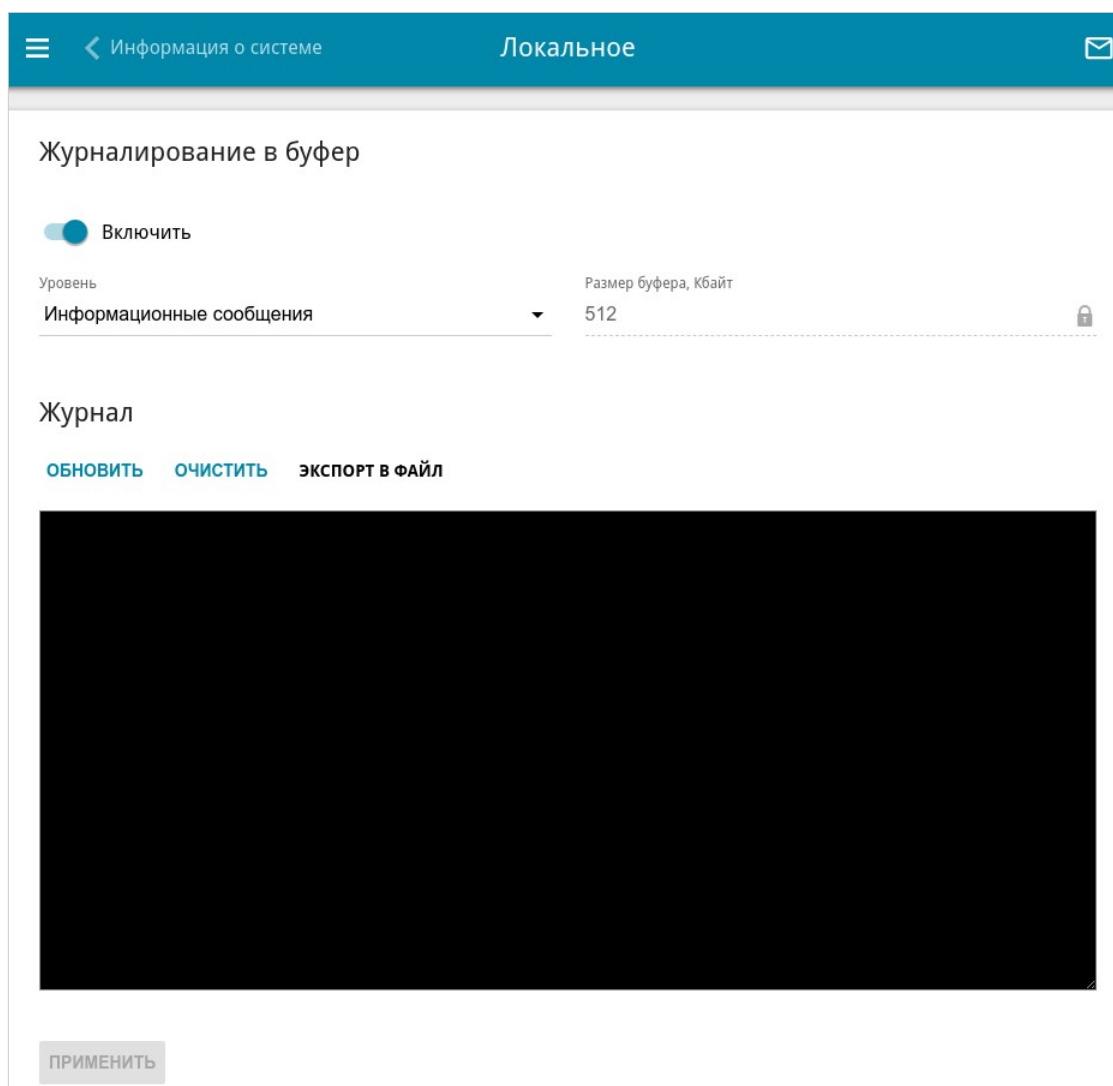 Информация о системе Локальное
Журналирование в буфер
Включить
Уровень Размер буфера, Кбайт
Информационные сообщения 512
Журнал
ОБНОВИТЬ ОЧИСТИТЬ ЭКСПОРТ В ФАЙЛ
ПРИМЕНИТЬ